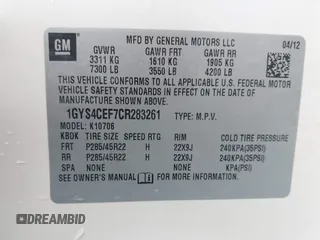 GM
MFD BY GENERAL MOTORS LLC
04/12
GVWR GAWR FRT GAWR RR
3311 KG 1610 KG 1905 KG
7300 LB 3550 LB 4200 LB
THIS VEHICLE CONFORMS TO ALL APPLICABLE U.S. FEDERAL MOTOR
VEHICLE SAFETY STANDARDS IN EFFECT ON THE DATE OF
MANUFACTURE SHOWN ABOVE.
1GYS4CEF7CR283261 TYPE: M.P.V.
MODEL: K10706
KBDK TIRE SIZE SPEED RTG RIM COLD TIRE PRESSURE
FRT P285/45R22 H 22X9J 240KPA(35PSI)
RR P285/45R22 H 22X9J 240KPA(35PSI)
SPA NONE NONE KPA(PSI)
SEE OWNER'S MANUAL FOR ADDITIONAL INFORMATION.
DREAMBID